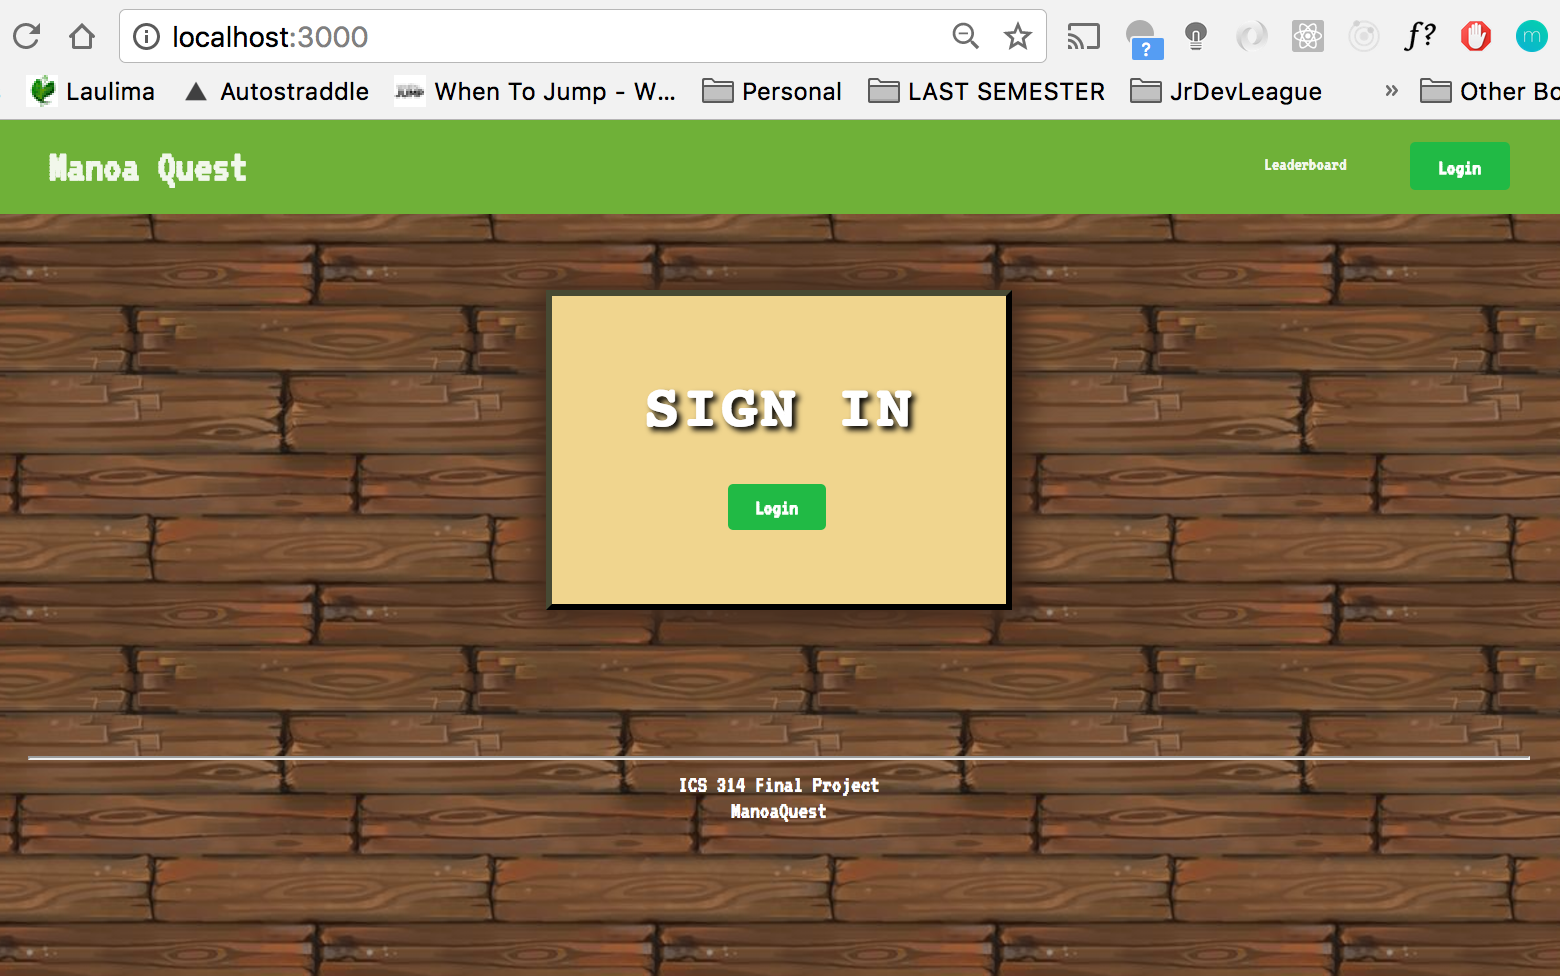 localhost:3000
f?
m
?
Laulima
Autostraddle
JUMP
When To Jump - W...
Personal
LAST SEMESTER
JrDevLeague
»
Other Bo
Manoa Quest
Leaderboard
Login
SIGN IN
Login
ICS 314 Final Project
ManoaQuest